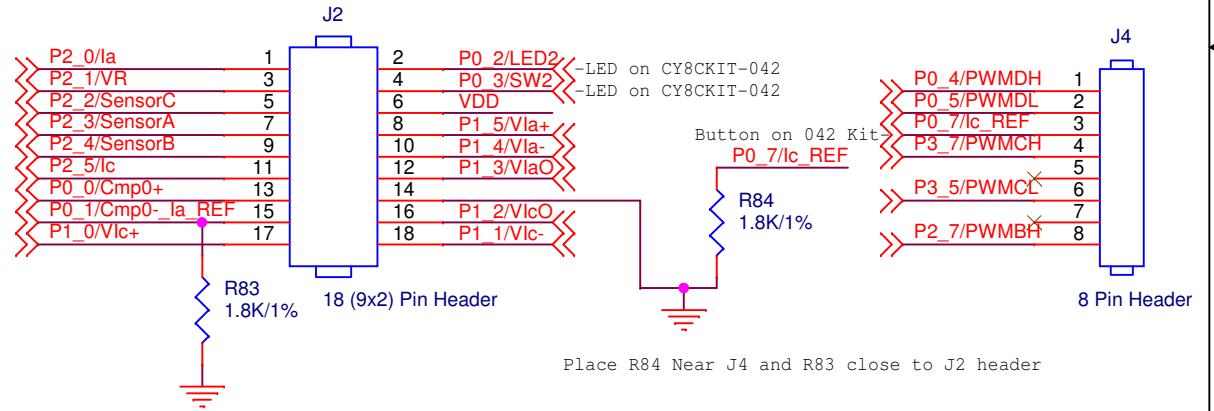 J2
P2_0/Ia 1 2 P0_2/LED2 -LED on CY8CKIT-042
P2_1/VR 3 4 P0_3/SW2 -LED on CY8CKIT-042
P2_2/SensorC 5 6 VDD
P2_3/SensorA 7 8 P1_5/VIa+
P2_4/SensorB 9 10 P1_4/VIa-
P2_5/Ic 11 12 P1_3/VIaO
P0_0/Cmp0+ 13 14
P0_1/Cmp0-_Ia_REF 15 16 P1_2/VIcO
P1_0/VIc+ 17 18 P1_1/VIc-
18 (9x2) Pin Header
R83
1.8K/1%
Button on 042 Kit-
P0_7/Ic_REF
R84
1.8K/1%
J4
P0_4/PWMDH 1
P0_5/PWMDL 2
P0_7/Ic_REF 3
P3_7/PWMCH 4
5
P3_5/PWMCL 6
7
P2_7/PWMBH 8
8 Pin Header
Place R84 Near J4 and R83 close to J2 header